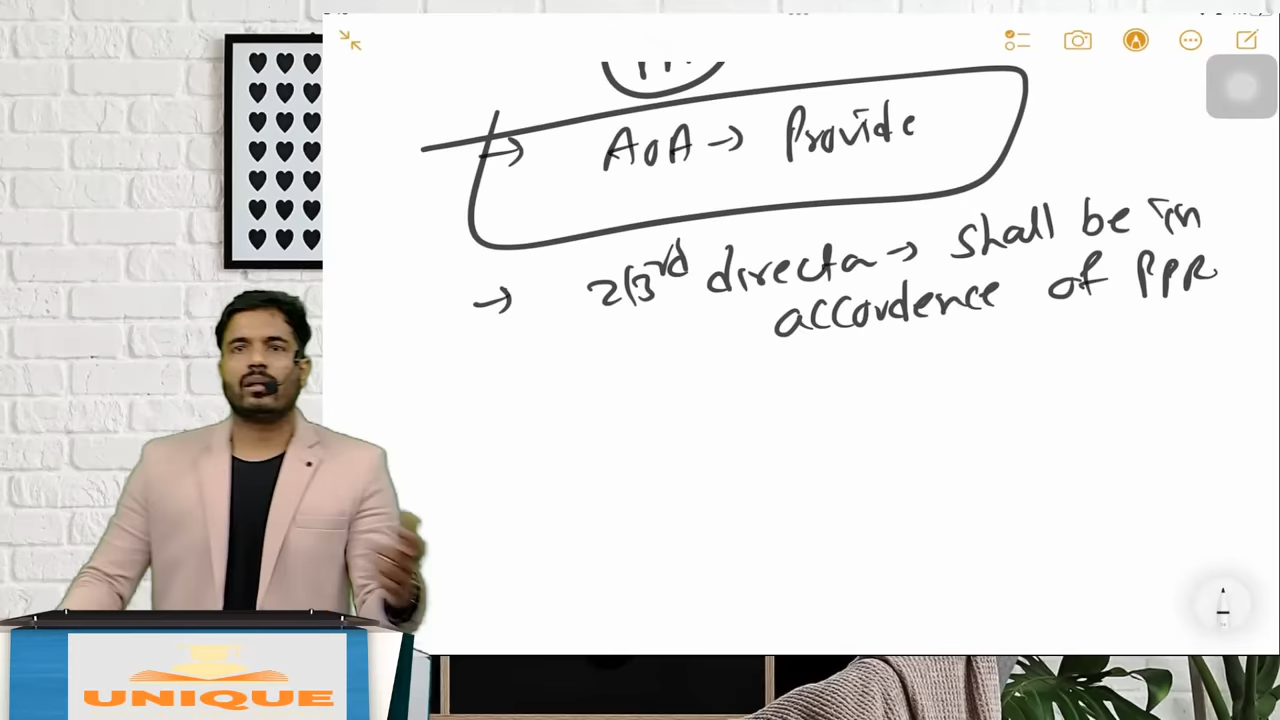 → AOA → Provide
→ 2/3rd directa → Shall be in
accordence of PPR
UNIQUE